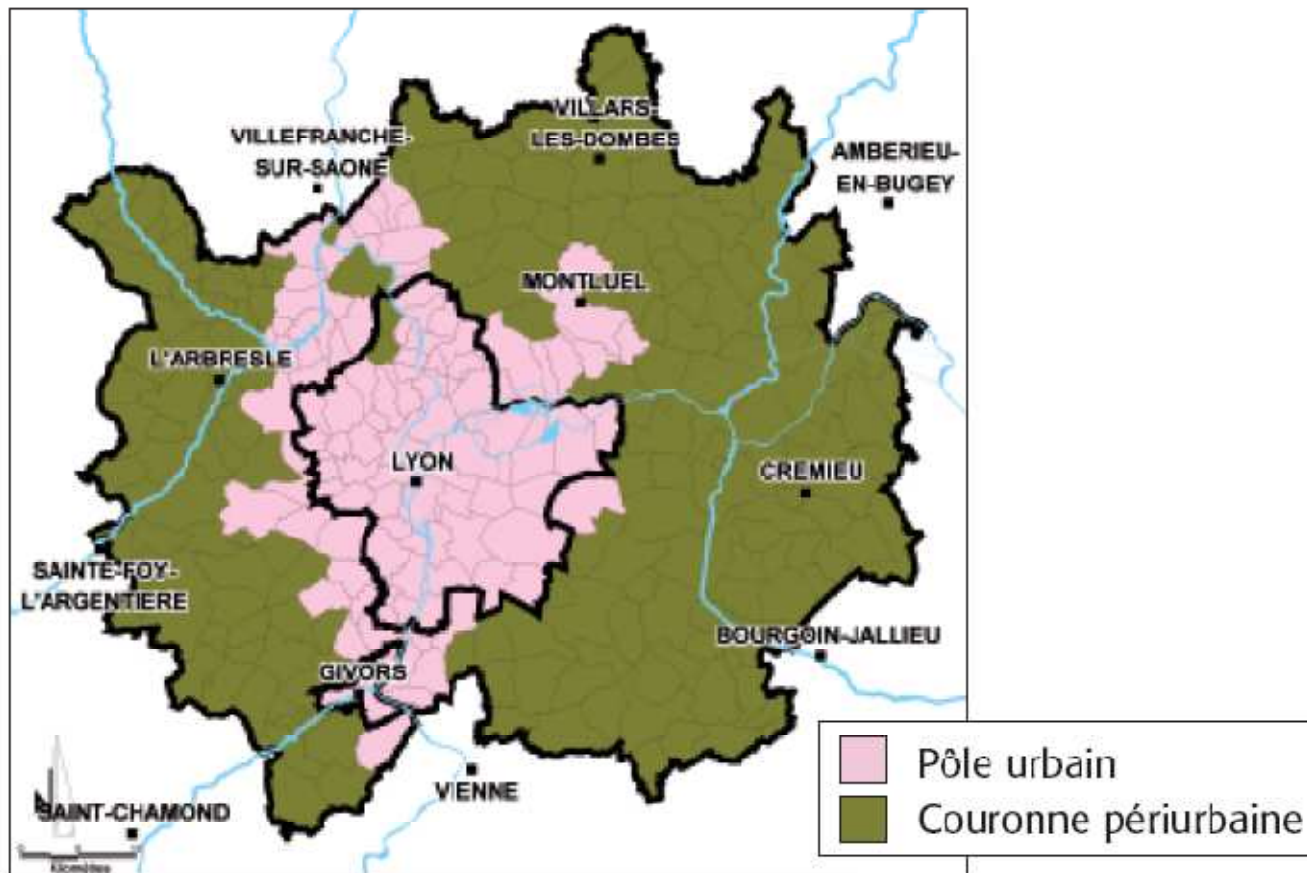 VILLARS-
LES-DOMBES
VILLEFRANCHE-
SUR-SAONE
AMBERIEU-
EN-BUGEY
MONTLUEL
L'ARBRESLE
LYON
CREMIEU
SAINTE-FOY-
L'ARGENTIERE
BOURGOIN-JALLIEU
GIVORS
VIENNE
SAINT-CHAMOND
Kilomètres
Pôle urbain
Couronne périurbaine